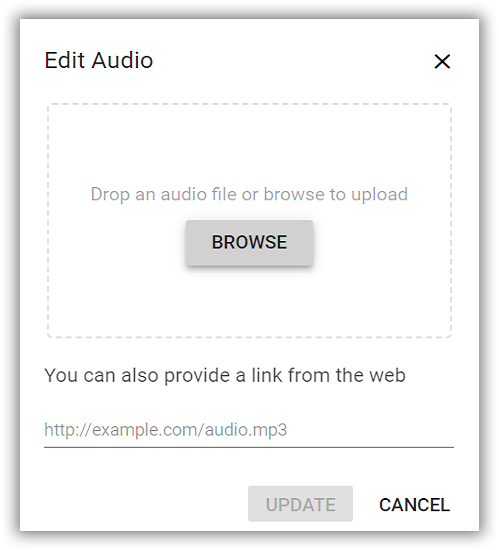 Edit Audio
Drop an audio file or browse to upload
BROWSE
You can also provide a link from the web
http://example.com/audio.mp3
UPDATE CANCEL